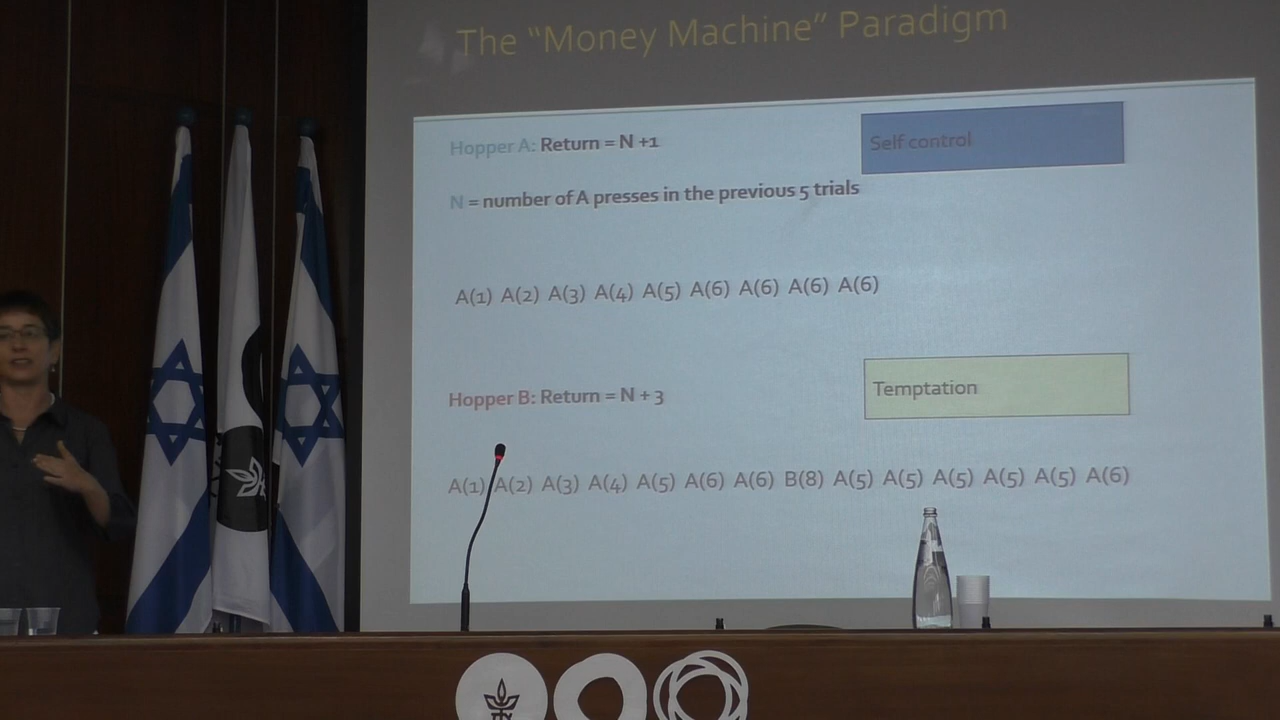 The “Money Machine” Paradigm
Hopper A: Return = N +1
Self control
N = number of A presses in the previous 5 trials
A(1) A(2) A(3) A(4) A(5) A(6) A(6) A(6) A(6)
Hopper B: Return = N + 3
Temptation
A(1) A(2) A(3) A(4) A(5) A(6) A(6) B(8) A(5) A(5) A(5) A(5) A(5) A(6)